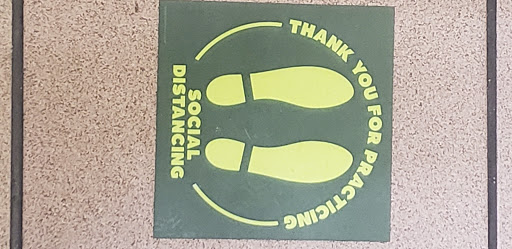 THANK YOU FOR PRACTICING
SOCIAL
DISTANCING